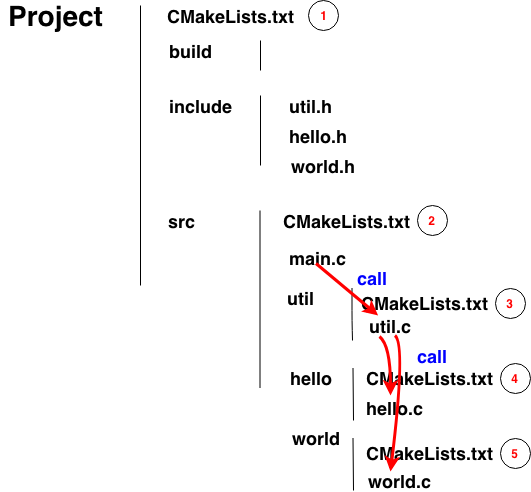 Project
CMakeLists.txt 1
build
include util.h
hello.h
world.h
src CMakeLists.txt 2
main.c
call
util CMakeLists.txt 3
util.c
call
hello CMakeLists.txt 4
hello.c
world CMakeLists.txt 5
world.c